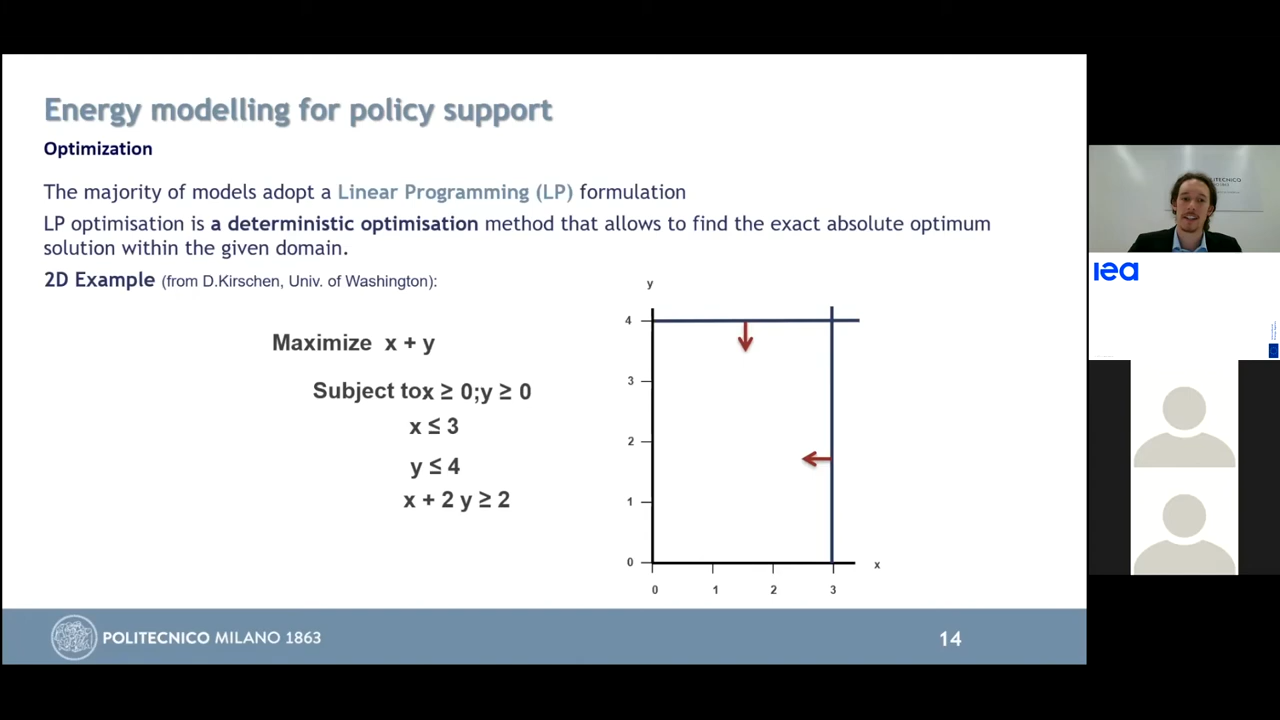 Energy modelling for policy support
Optimization
The majority of models adopt a Linear Programming (LP) formulation
LP optimisation is a deterministic optimisation method that allows to find the exact absolute optimum
solution within the given domain.
2D Example (from D.Kirschen, Univ. of Washington):
Maximize x + y
Subject tox ≥ 0;y ≥ 0
x ≤ 3
y ≤ 4
x + 2 y ≥ 2
y
4
3
2
1
0
0 1 2 3
x
POLITECNICO MILANO 1863
14
POLITECNICO
iea